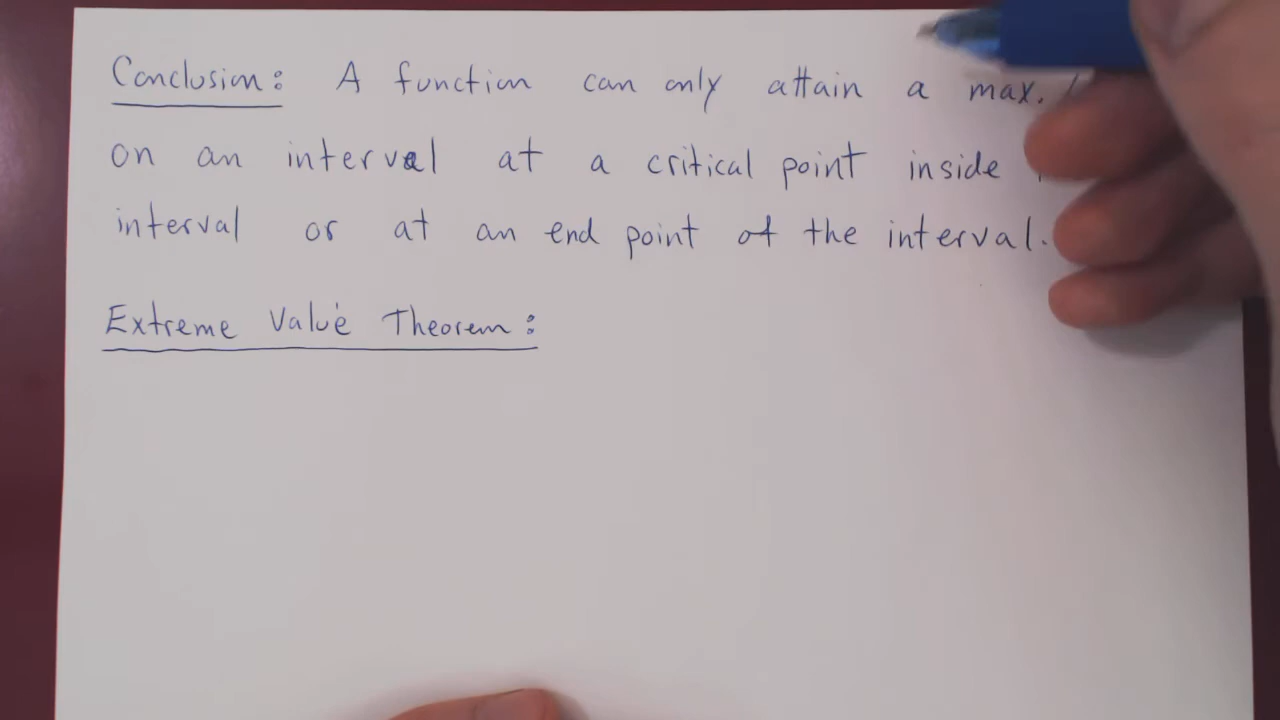 Conclusion: A function can only attain a max.
on an interval at a critical point inside
interval or at an end point of the interval.
Extreme Value Theorem: